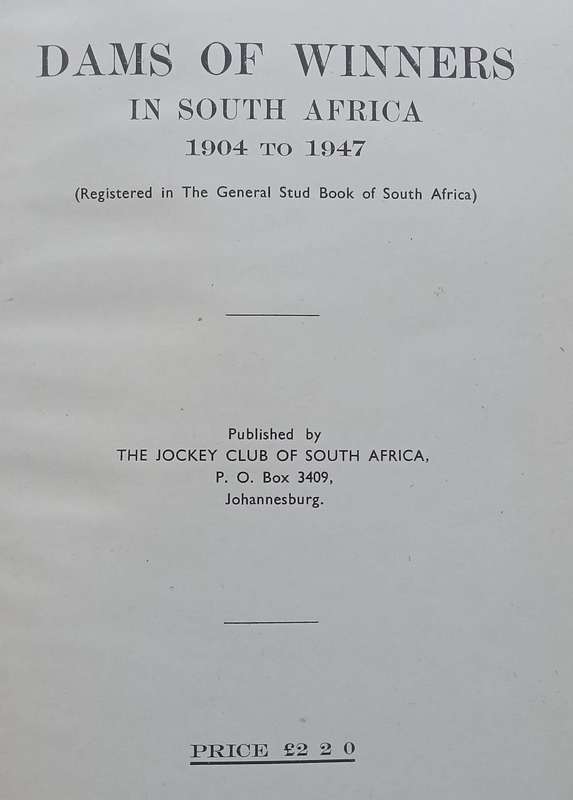 DAMS OF WINNERS
IN SOUTH AFRICA
1904 TO 1947
(Registered in The General Stud Book of South Africa)
Published by
THE JOCKEY CLUB OF SOUTH AFRICA,
P. O. Box 3409,
Johannesburg.
PRICE £2 2 0